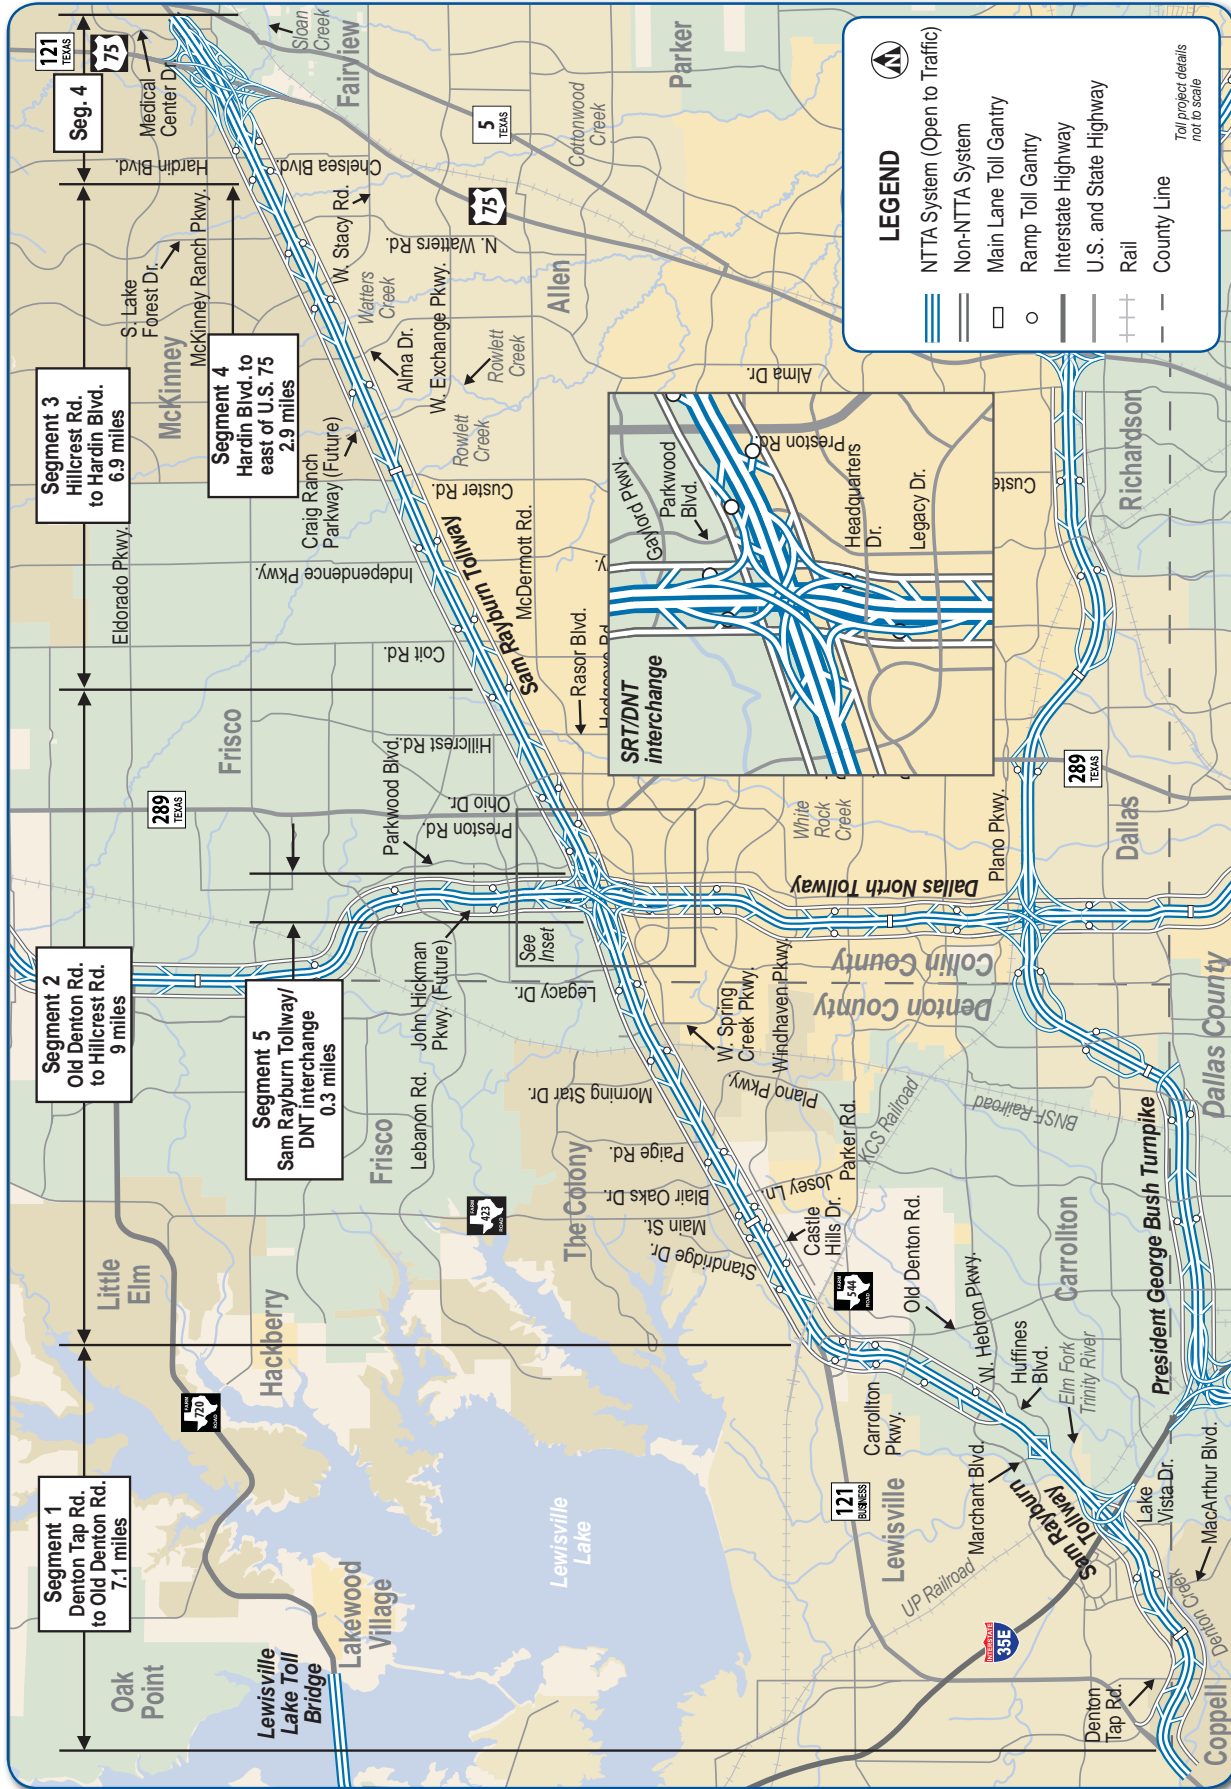 Segment 1
Denton Tap Rd.
to Old Denton Rd.
7.1 miles
Segment 2
Old Denton Rd.
to Hillcrest Rd.
9 miles
Segment 3
Hillcrest Rd.
to Hardin Blvd.
6.9 miles
Seg. 4
121
TEXAS
75
Segment 5
Sam Rayburn Tollway/
DNT interchange
0.3 miles
Segment 4
Hardin Blvd. to
east of U.S. 75
2.9 miles
Oak
Point
Lewisville
Lake Toll
Bridge
Lakewood
Village
FARM
720
ROAD
Little
Elm
Hackberry
Lewisville
Lake
Frisco
Lebanon Rd.
John Hickman
Pkwy. (Future)
FARM
423
ROAD
The Colony
289
TEXAS
Frisco
Parkwood Blvd.
Preston Rd.
Ohio Dr.
Hillcrest Rd.
Coit Rd.
Eldorado Pkwy.
Independence Pkwy.
McKinney
S. Lake
Forest Dr.
McKinney Ranch Pkwy.
Craig Ranch
Parkway (Future)
Hardin Blvd.
Medical
Center Dr.
Sloan
Creek
Fairview
Chelsea Blvd.
W. Stacy Rd.
N. Watters Rd.
Watters
Creek
Alma Dr.
W. Exchange Pkwy.
Rowlett
Creek
Rowlett
Creek
Custer Rd.
McDermott Rd.
Sam Rayburn Tollway
Rasor Blvd.
5
TEXAS
75
Cottonwood
Creek
Allen
Parker
Alma Dr.
See
Inset
Legacy Dr.
Morning Star Dr.
Paige Rd.
Blair Oaks Dr.
Main St.
Standridge Dr.
Castle
Hills Dr.
Josey Ln.
Plano Pkwy.
Parker Rd.
W. Spring
Creek Pkwy.
Windhaven Pkwy.
Collin County
Denton County
Dallas North Tollway
White
Rock
Creek
SRT/DNT
interchange
Gaylord Pkwy.
Parkwood
Blvd.
Preston Rd.
Headquarters
Dr.
Legacy Dr.
Custe
Plano Pkwy.
289
TEXAS
Richardson
Dallas
Dallas County
KCS Railroad
BNSF Railroad
FARM
544
ROAD
Old Denton Rd.
Carrollton
Pkwy.
121
BUSINESS
Lewisville
W. Hebron Pkwy.
Huffines
Blvd.
Marchant Blvd.
Elm Fork
Trinity River
Carrollton
President George Bush Turnpike
Sam Rayburn
Tollway
UP Railroad
INTERSTATE
35E
Lake
Vista Dr.
MacArthur Blvd.
Denton Creek
Denton
Tap Rd.
Coppell
LEGEND
N
NTTA System (Open to Traffic)
Non-NTTA System
Main Lane Toll Gantry
Ramp Toll Gantry
Interstate Highway
U.S. and State Highway
Rail
County Line
Toll project details
not to scale